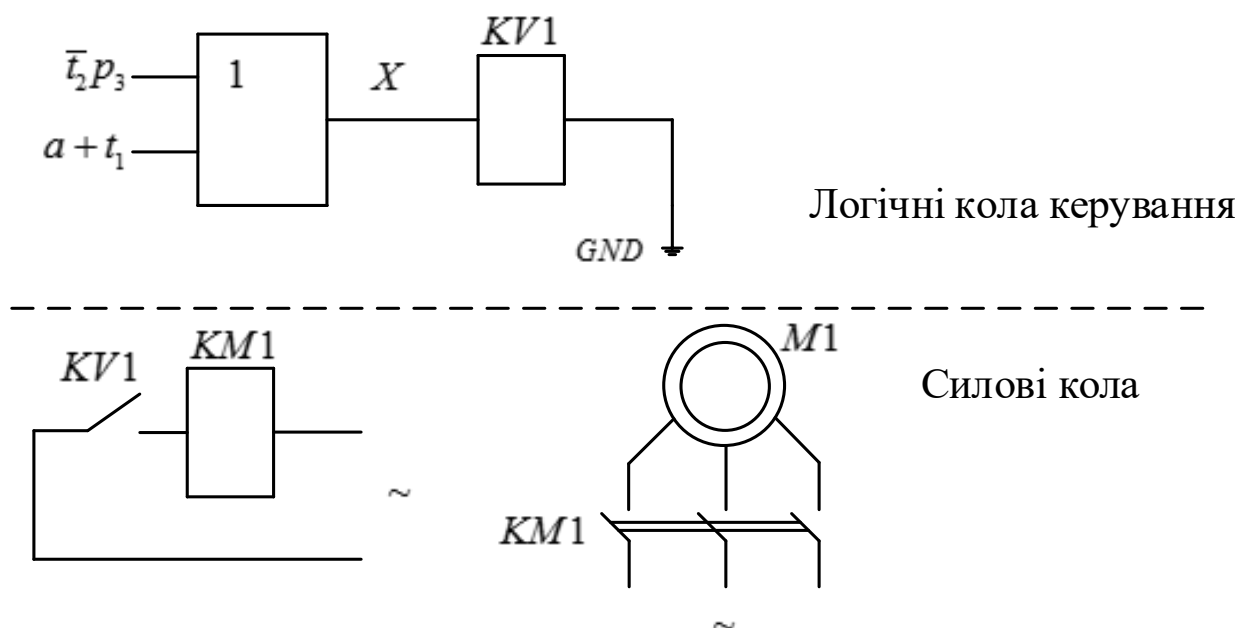 KV1
t̅₂p₃
1
X
a + t₁
Логічні кола керування
GND
KM1
M1
KV1
Силові кола
~
KM1
~